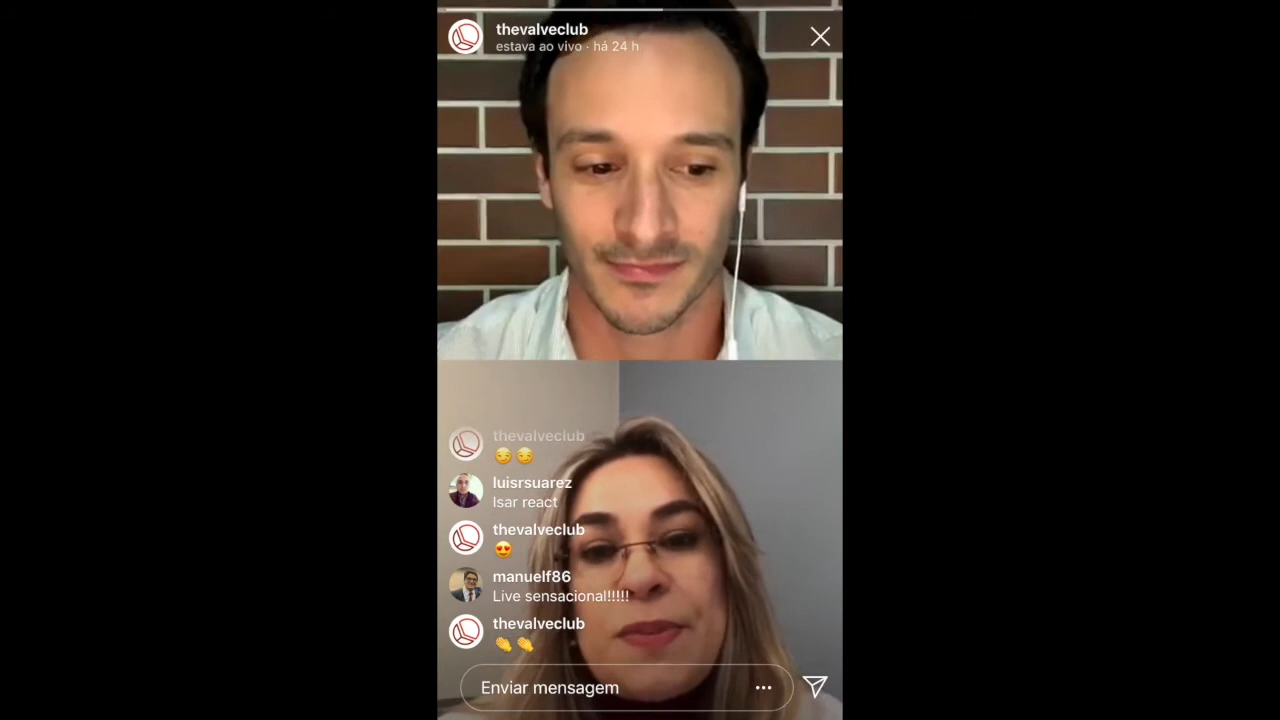 thevalveclub
estava ao vivo · há 24 h
thevalveclub
😏 😏
luisrsuarez
Isar react
thevalveclub
😍
manuelf86
Live sensacional!!!!!
thevalveclub
👏 👏
Enviar mensagem